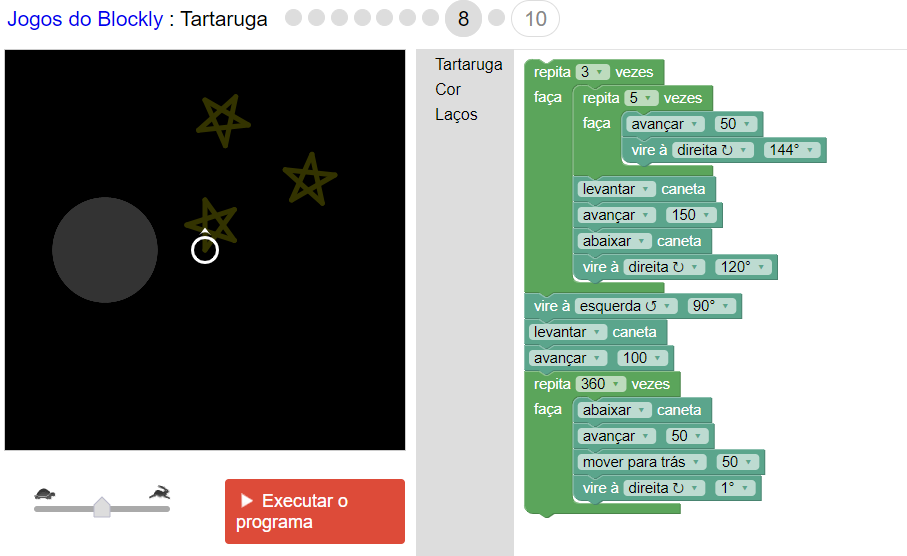 Jogos do Blockly : Tartaruga 8 10
Tartaruga
Cor
Laços
repita 3 vezes
faça repita 5 vezes
faça avançar 50
vire à direita ↻ 144°
levantar caneta
avançar 150
abaixar caneta
vire à direita ↻ 120°
vire à esquerda ↺ 90°
levantar caneta
avançar 100
repita 360 vezes
faça abaixar caneta
avançar 50
mover para trás 50
vire à direita ↻ 1°
Executar o
programa